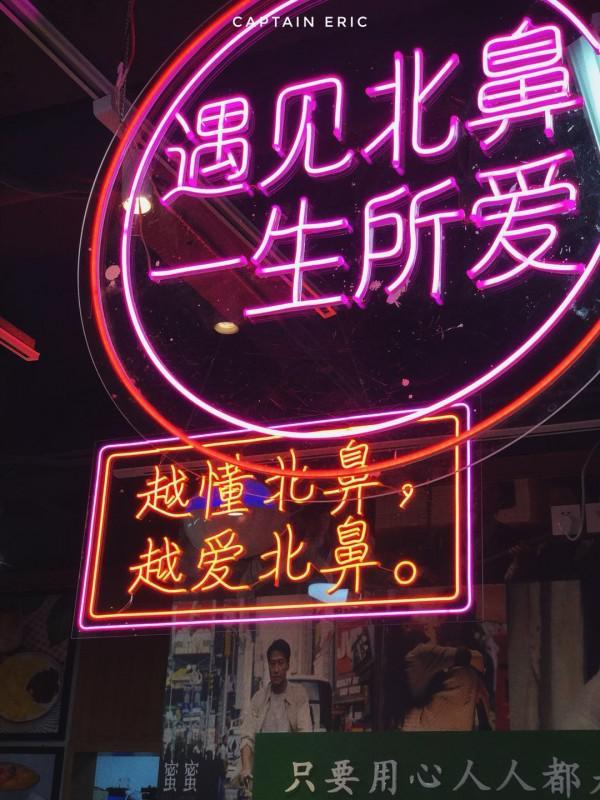 CAPTAIN ERIC
遇见北鼻
一生所爱
越懂北鼻，
越爱北鼻。
蜜 蜜
只要用心人人都